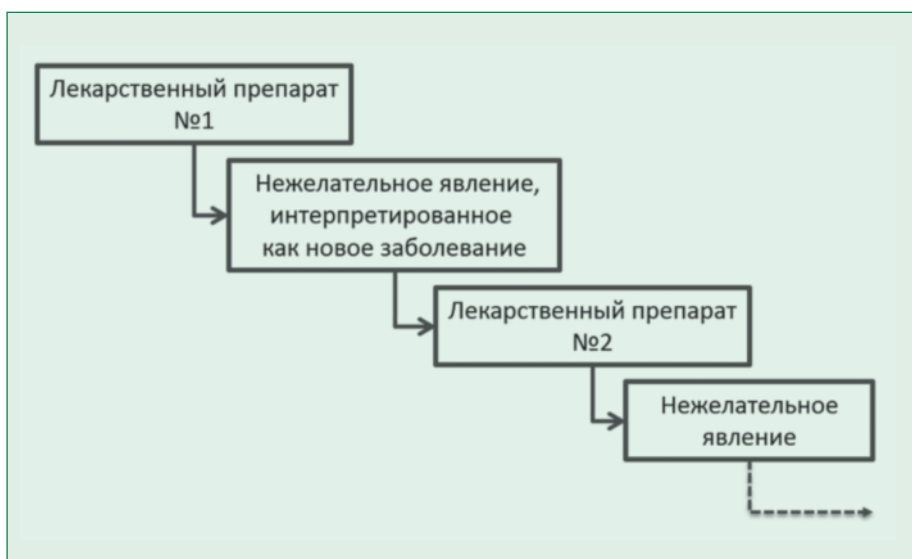 Лекарственный препарат
№1
Нежелательное явление,
интерпретированное
как новое заболевание
Лекарственный препарат
№2
Нежелательное
явление